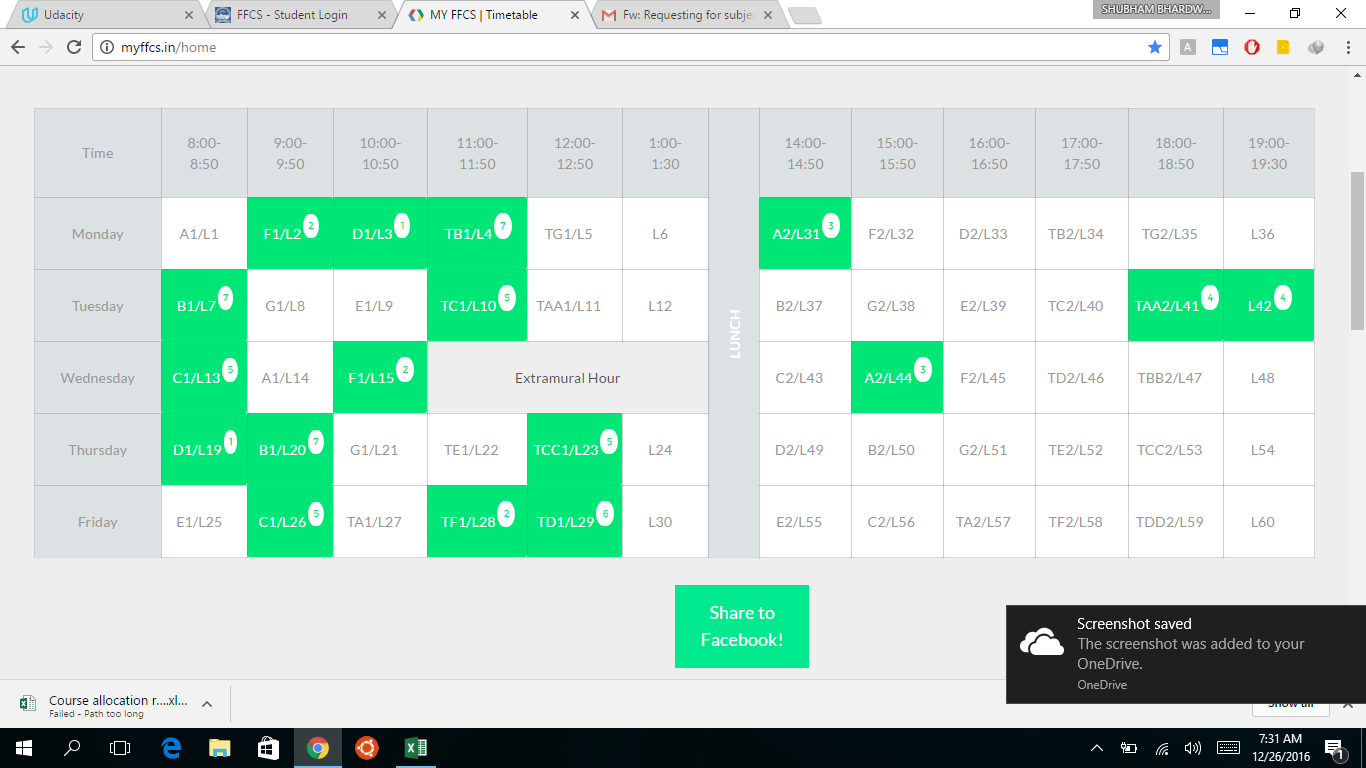 Udacity
FFCS - Student Login
MY FFCS | Timetable
Fw: Requesting for subje
SHUBHAM BHARDW...
myffcs.in/home
A
Time 8:00-8:50 9:00-9:50 10:00-10:50 11:00-11:50 12:00-12:50 1:00-1:30 14:00-14:50 15:00-15:50 16:00-16:50 17:00-17:50 18:00-18:50 19:00-19:30
Monday A1/L1 F1/L2 2 D1/L3 1 TB1/L4 7 TG1/L5 L6 A2/L31 3 F2/L32 D2/L33 TB2/L34 TG2/L35 L36
Tuesday B1/L7 7 G1/L8 E1/L9 TC1/L10 5 TAA1/L11 L12 B2/L37 G2/L38 E2/L39 TC2/L40 TAA2/L41 4 L42 4
LUNCH
Wednesday C1/L13 5 A1/L14 F1/L15 2 Extramural Hour C2/L43 A2/L44 3 F2/L45 TD2/L46 TBB2/L47 L48
Thursday D1/L19 1 B1/L20 7 G1/L21 TE1/L22 TCC1/L23 5 L24 D2/L49 B2/L50 G2/L51 TE2/L52 TCC2/L53 L54
Friday E1/L25 C1/L26 5 TA1/L27 TF1/L28 2 TD1/L29 6 L30 E2/L55 C2/L56 TA2/L57 TF2/L58 TDD2/L59 L60
Share to
Facebook!
Screenshot saved
The screenshot was added to your
OneDrive.
OneDrive
Course allocation r....xl...
Failed - Path too long
Show all
7:31 AM
12/26/2016
1